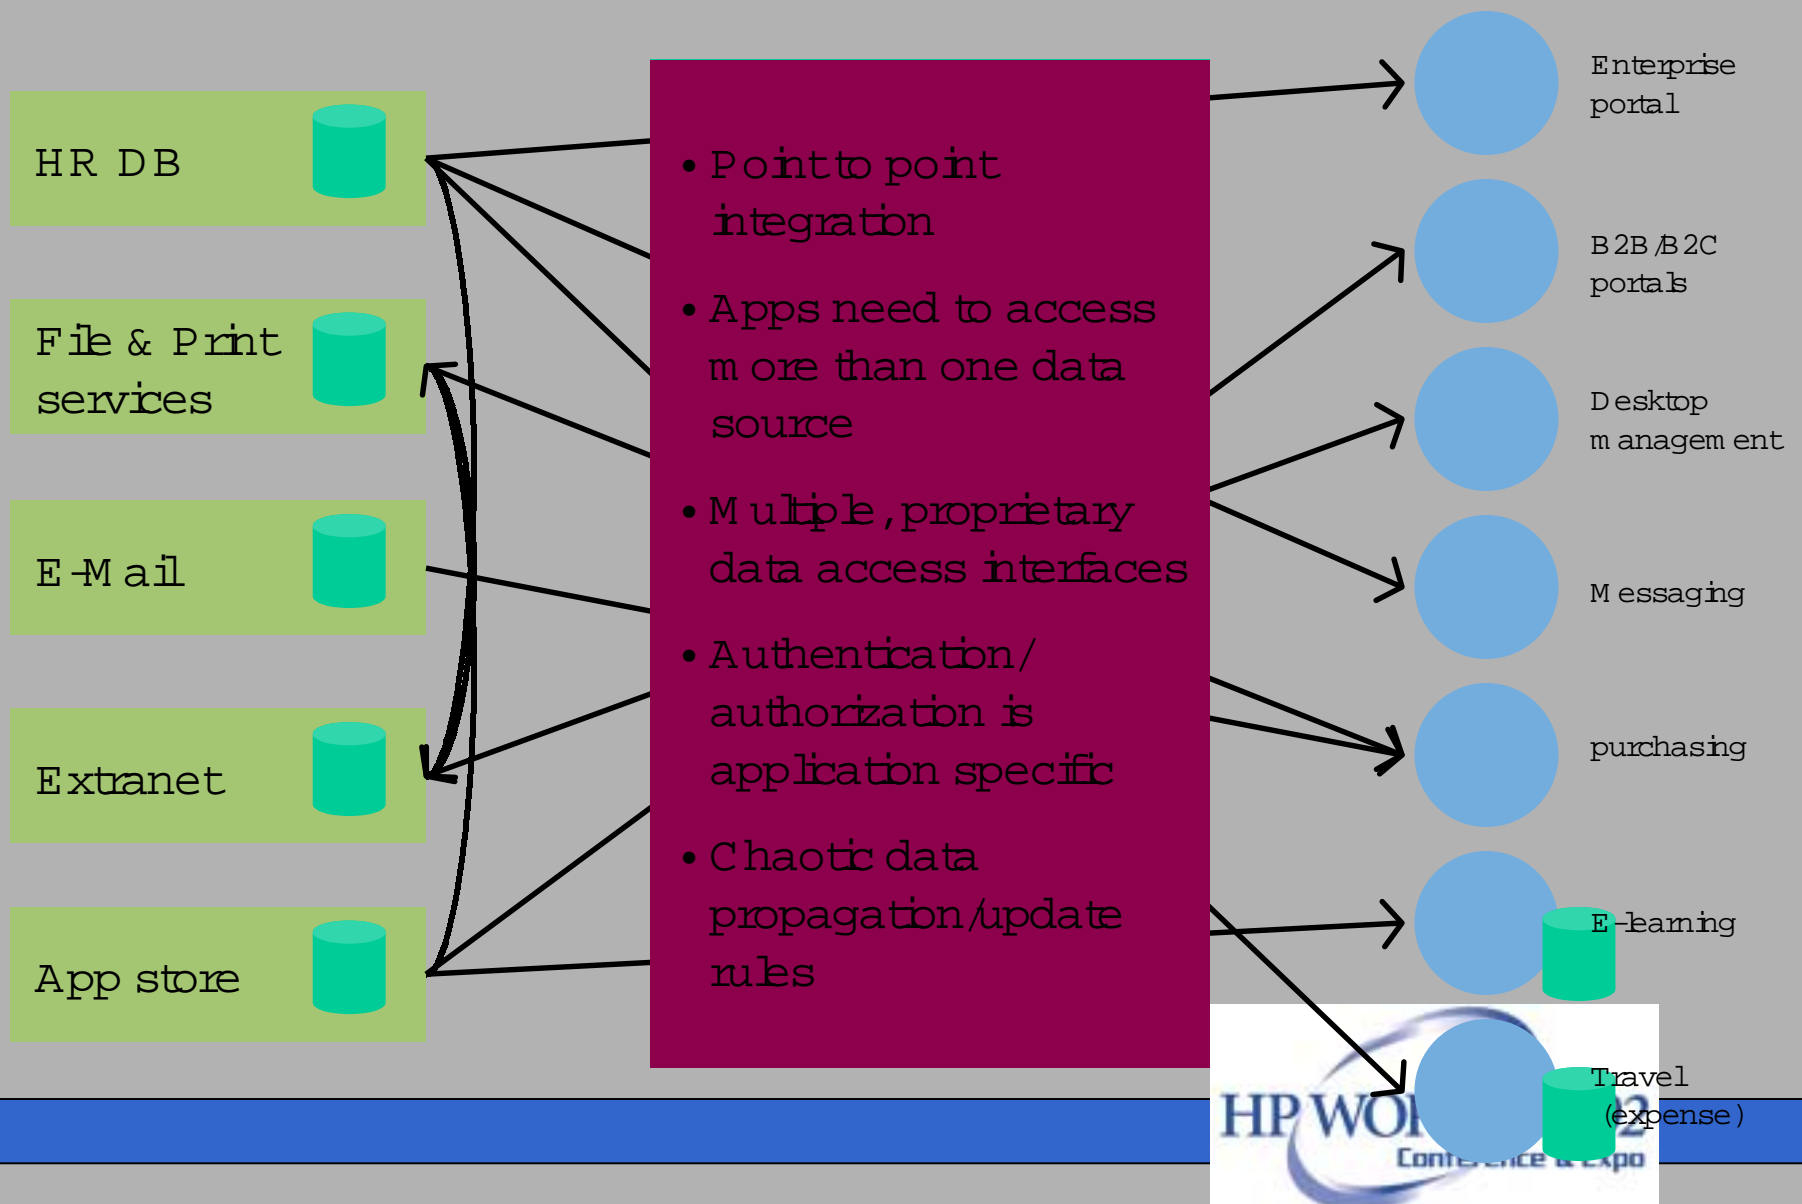 HR DB
File & Print
services
E-Mail
Extranet
App store
• Point to point
integration
• Apps need to access
more than one data
source
• Multiple, proprietary
data access interfaces
• Authentication/
authorization is
application specific
• Chaotic data
propagation/update
rules
Enterprise
portal
B2B/B2C
portals
Desktop
management
Messaging
purchasing
E-learning
Travel
(expense)
HP
& Expo